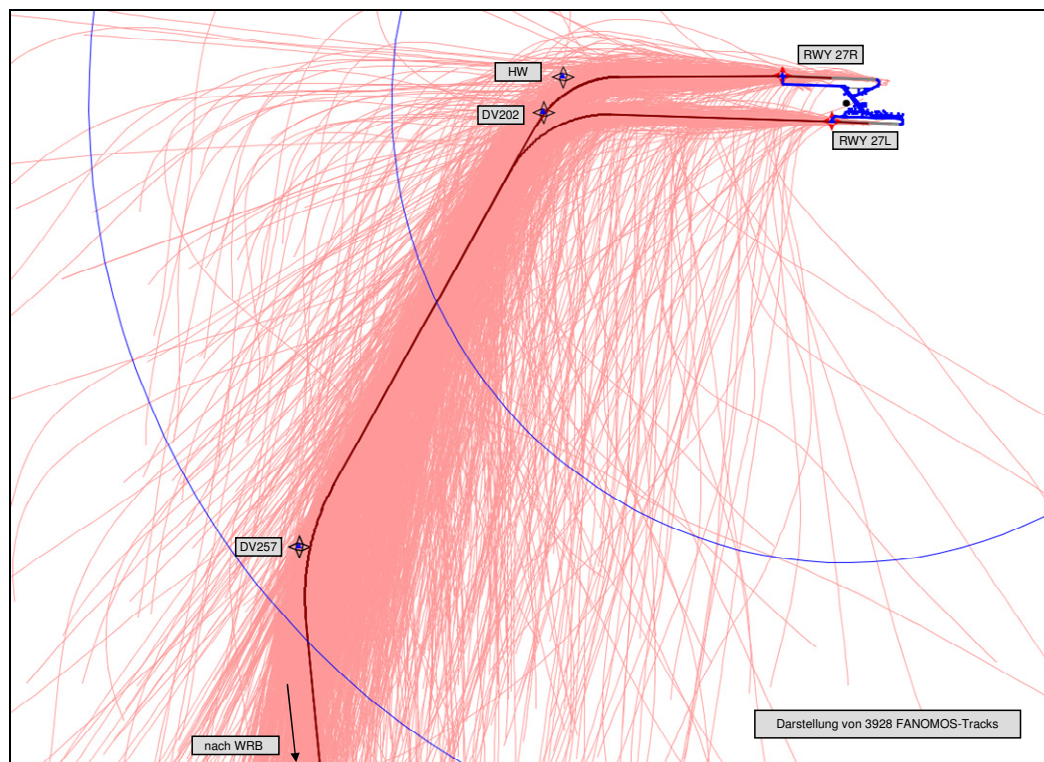 RWY 27R
HW
DV202
RWY 27L
DV257
Darstellung von 3928 FANOMOS-Tracks
nach WRB